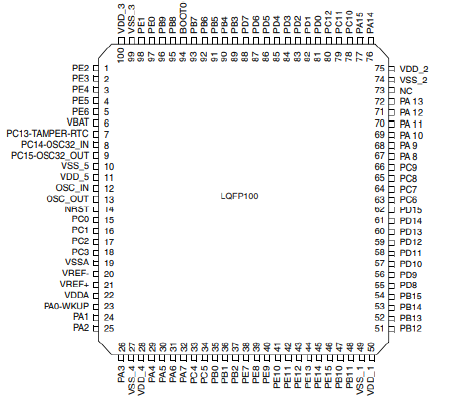 VDD_3 VSS_3 PE1 PE0 PB9 PB8 BOOT0 PB7 PB6 PB5 PB4 PB3 PD7 PD6 PD5 PD4 PD3 PD2 PD1 PD0 PC12 PC11 PC10 PA15 PA14
100 99 98 97 96 95 94 93 92 91 90 89 88 87 86 85 84 83 82 81 80 79 78 77 76
PE2 1 75 VDD_2
PE3 2 74 VSS_2
PE4 3 73 NC
PE5 4 72 PA 13
PE6 5 71 PA 12
VBAT 6 70 PA 11
PC13-TAMPER-RTC 7 69 PA 10
PC14-OSC32_IN 8 68 PA 9
PC15-OSC32_OUT 9 67 PA 8
VSS_5 10 66 PC9
VDD_5 11 65 PC8
OSC_IN 12 64 PC7
OSC_OUT 13 63 PC6
NRST 14 62 PD15
PC0 15 61 PD14
PC1 16 60 PD13
PC2 17 59 PD12
PC3 18 58 PD11
VSSA 19 57 PD10
VREF- 20 56 PD9
VREF+ 21 55 PD8
VDDA 22 54 PB15
PA0-WKUP 23 53 PB14
PA1 24 52 PB13
PA2 25 51 PB12
LQFP100
26 27 28 29 30 31 32 33 34 35 36 37 38 39 40 41 42 43 44 45 46 47 48 49 50
PA3 VSS_4 VDD_4 PA4 PA5 PA6 PA7 PC4 PC5 PB0 PB1 PB2 PE7 PE8 PE9 PE10 PE11 PE12 PE13 PE14 PE15 PB10 PB11 VSS_1 VDD_1